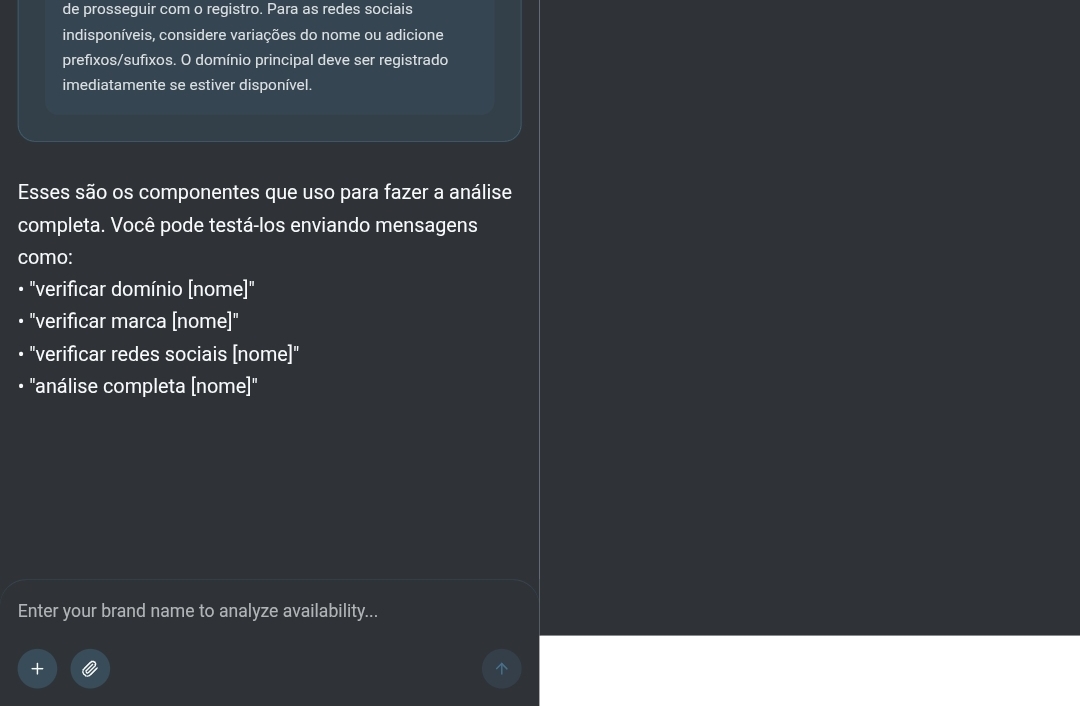 de prosseguir com o registro. Para as redes sociais
indisponíveis, considere variações do nome ou adicione
prefixos/sufixos. O domínio principal deve ser registrado
imediatamente se estiver disponível.
Esses são os componentes que uso para fazer a análise
completa. Você pode testá-los enviando mensagens
como:
• "verificar domínio [nome]"
• "verificar marca [nome]"
• "verificar redes sociais [nome]"
• "análise completa [nome]"
Enter your brand name to analyze availability...